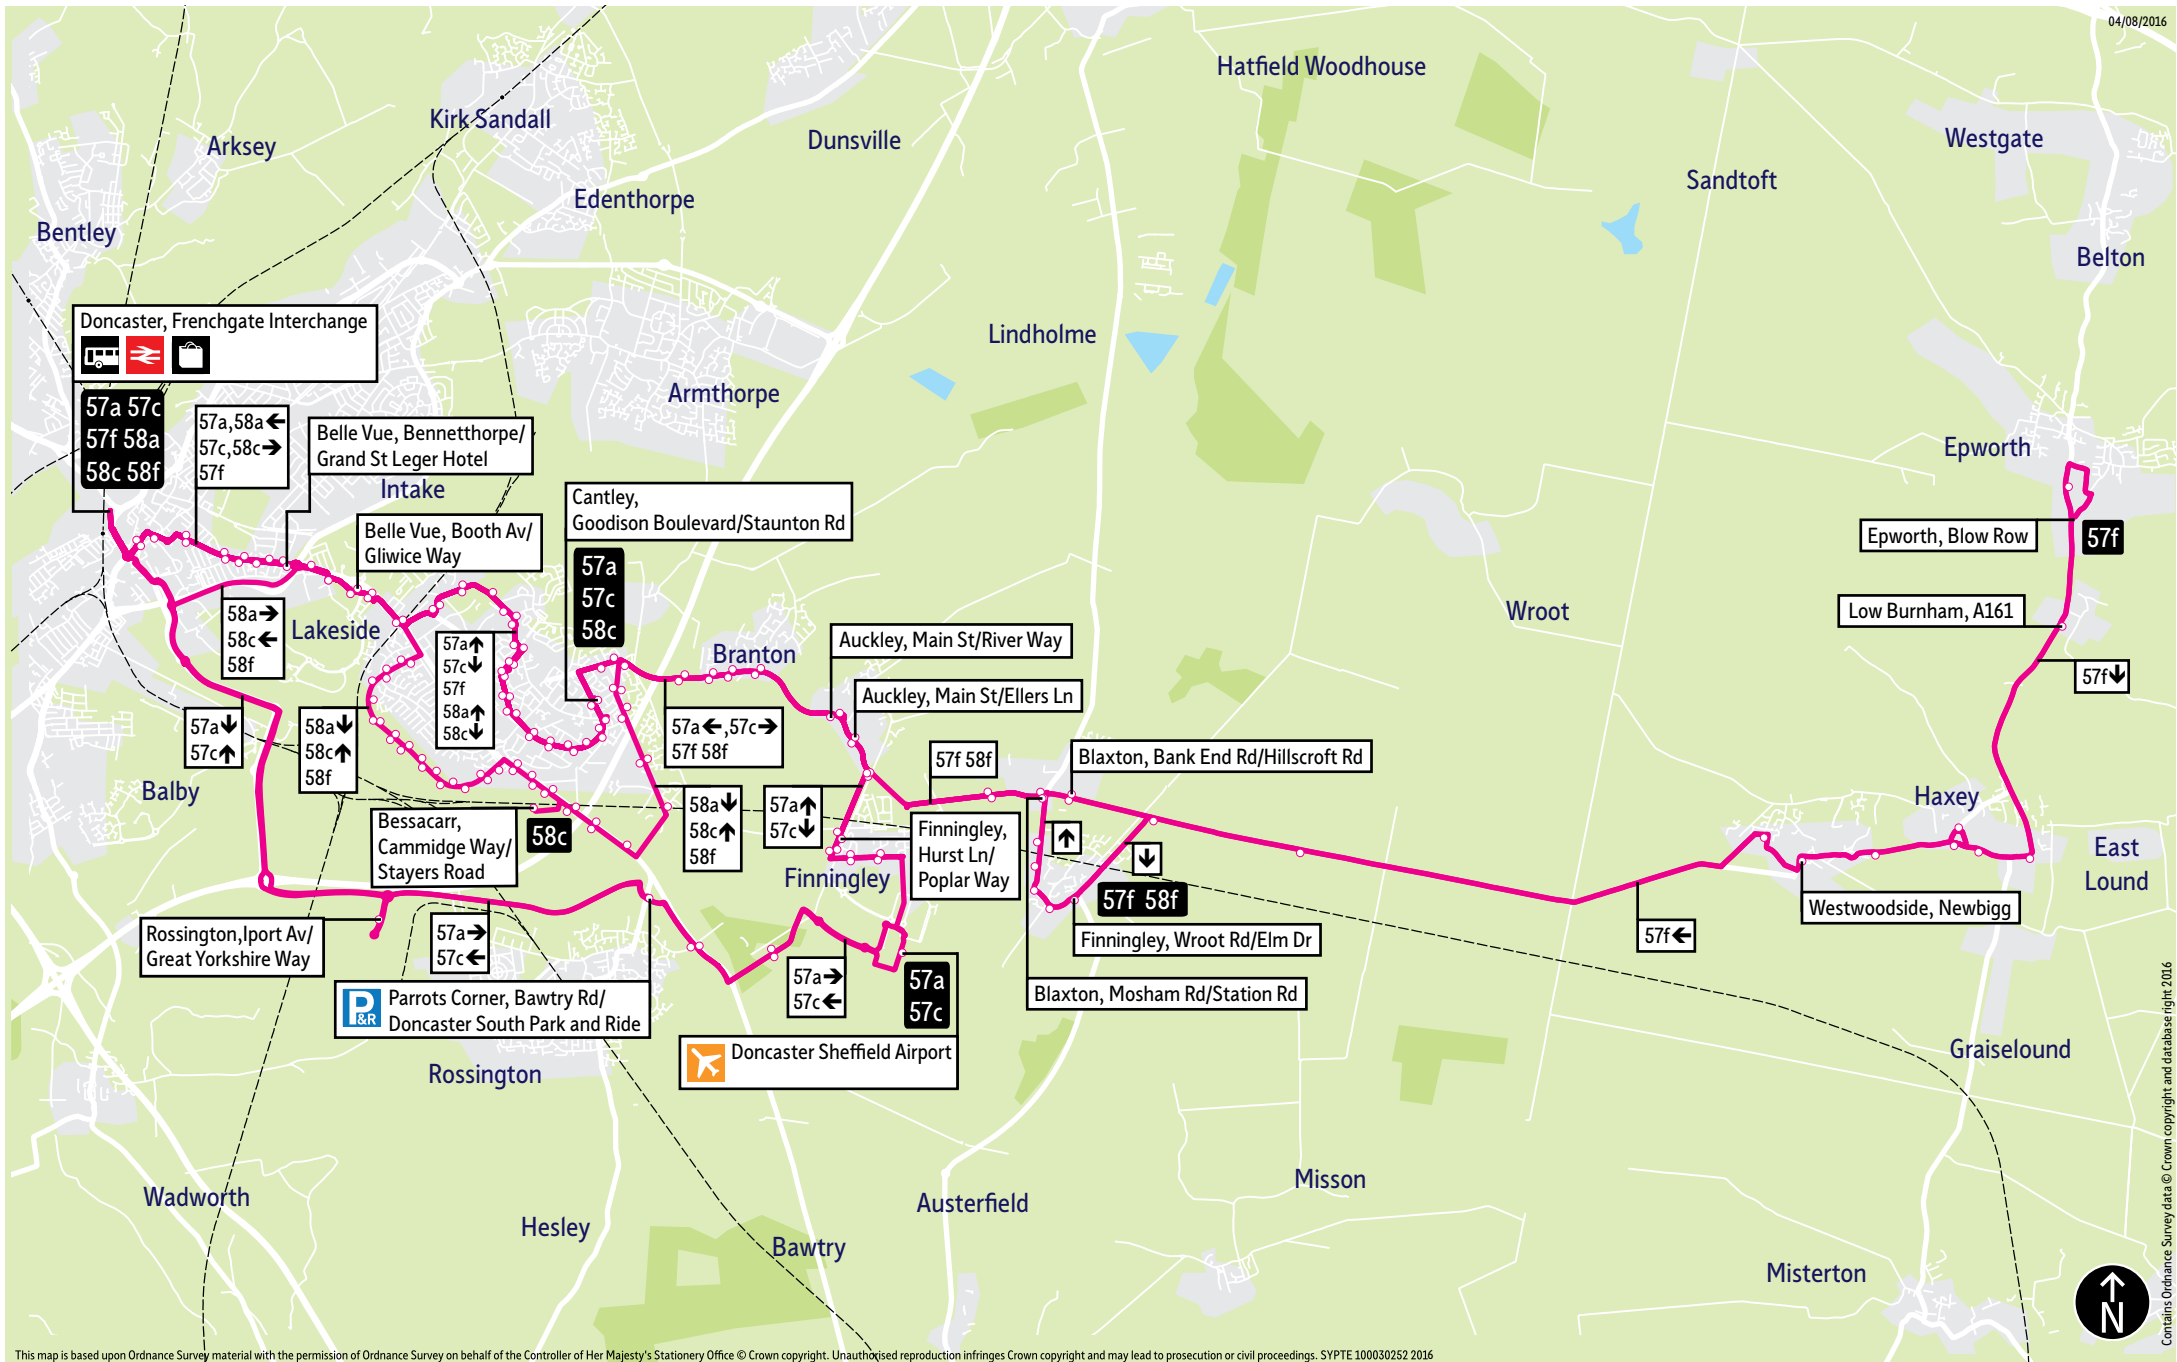 04/08/2016
Hatfield Woodhouse
Kirk Sandall
Arksey
Dunsville
Westgate
Sandtoft
Edenthorpe
Bentley
Belton
Doncaster, Frenchgate Interchange
Lindholme
Armthorpe
57a 57c
57f 58a
58c 58f
57a,58a←
57c,58c→
57f
Belle Vue, Bennetthorpe/
Grand St Leger Hotel
Intake
Epworth
Cantley,
Goodison Boulevard/Staunton Rd
57a
57c
58c
Belle Vue, Booth Av/
Gliwice Way
Epworth, Blow Row
57f
58a→
58c←
58f
Lakeside
57a↑
57c↓
57f
58a↑
58c↓
Branton
Auckley, Main St/River Way
Auckley, Main St/Ellers Ln
Wroot
Low Burnham, A161
57f↓
57a↓
57c↑
58a↓
58c↑
58f
57a←,57c→
57f 58f
57f 58f
Blaxton, Bank End Rd/Hillscroft Rd
Balby
58a↓
58c↑
58f
57a↑
57c↓
Haxey
Bessacarr,
Cammidge Way/
Stayers Road
58c
Finningley,
Hurst Ln/
Poplar Way
↑
↓
East
Lound
Finningley
57f 58f
Westwoodside, Newbigg
Rossington,Iport Av/
Great Yorkshire Way
57a→
57c←
57f←
Finningley, Wroot Rd/Elm Dr
57a→
57c←
57a
57c
Blaxton, Mosham Rd/Station Rd
P
&R
Parrots Corner, Bawtry Rd/
Doncaster South Park and Ride
Doncaster Sheffield Airport
Graiselound
Rossington
Misson
Wadworth
Austerfield
Hesley
Bawtry
Misterton
N
Contains Ordnance Survey data © Crown copyright and database right 2016
This map is based upon Ordnance Survey material with the permission of Ordnance Survey on behalf of the Controller of Her Majesty's Stationery Office © Crown copyright. Unauthorised reproduction infringes Crown copyright and may lead to prosecution or civil proceedings. SYPTE 100030252 2016